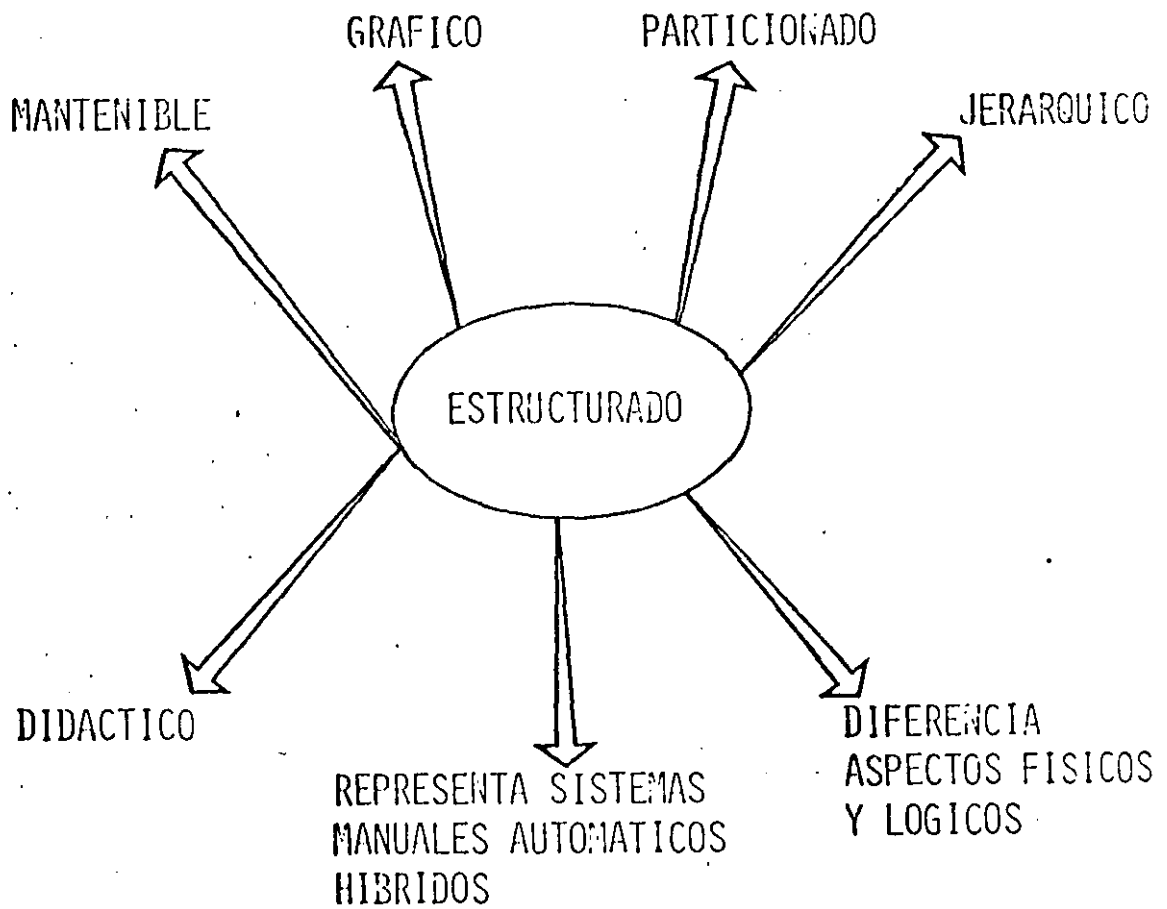 GRAFICO
PARTICIONADO
MANTENIBLE
JERARQUICO
ESTRUCTURADO
DIDACTICO
REPRESENTA SISTEMAS
MANUALES AUTOMATICOS
HIBRIDOS
DIFERENCIA
ASPECTOS FISICOS
Y LOGICOS